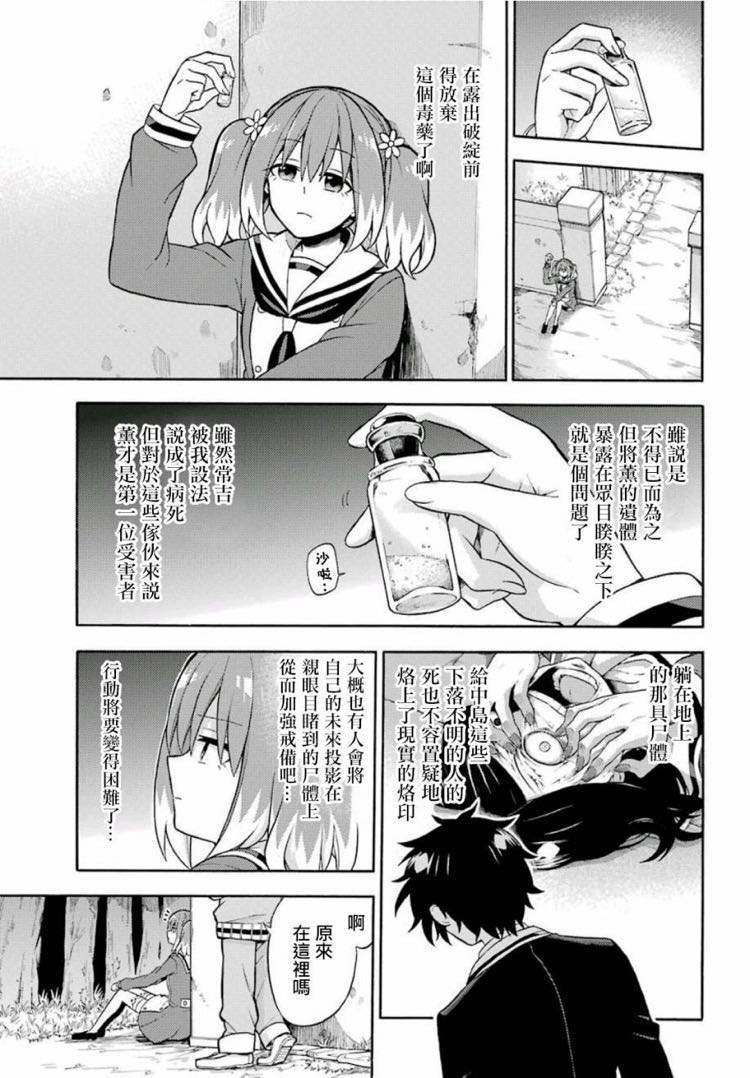 在露出破綻前
得放棄
這個毒藥了啊
雖說是
不得已而為之
但將薫的遺體
暴露在眾目睽睽之下
就是個問題了
沙啦…
雖然常吉
被我設法
說成了病死
但對於這些傢伙來說
薫才是第一位受害者
躺在地上
的那具尸體
給中島這些
下落不明的人的
死也不容置疑地
烙上了現實的烙印
大概也有人會將
自己的未來投影在
親眼目睹到的尸體上
從而加強戒備吧…
行動將要變得困難了…
啊
原來
在這裡嗎